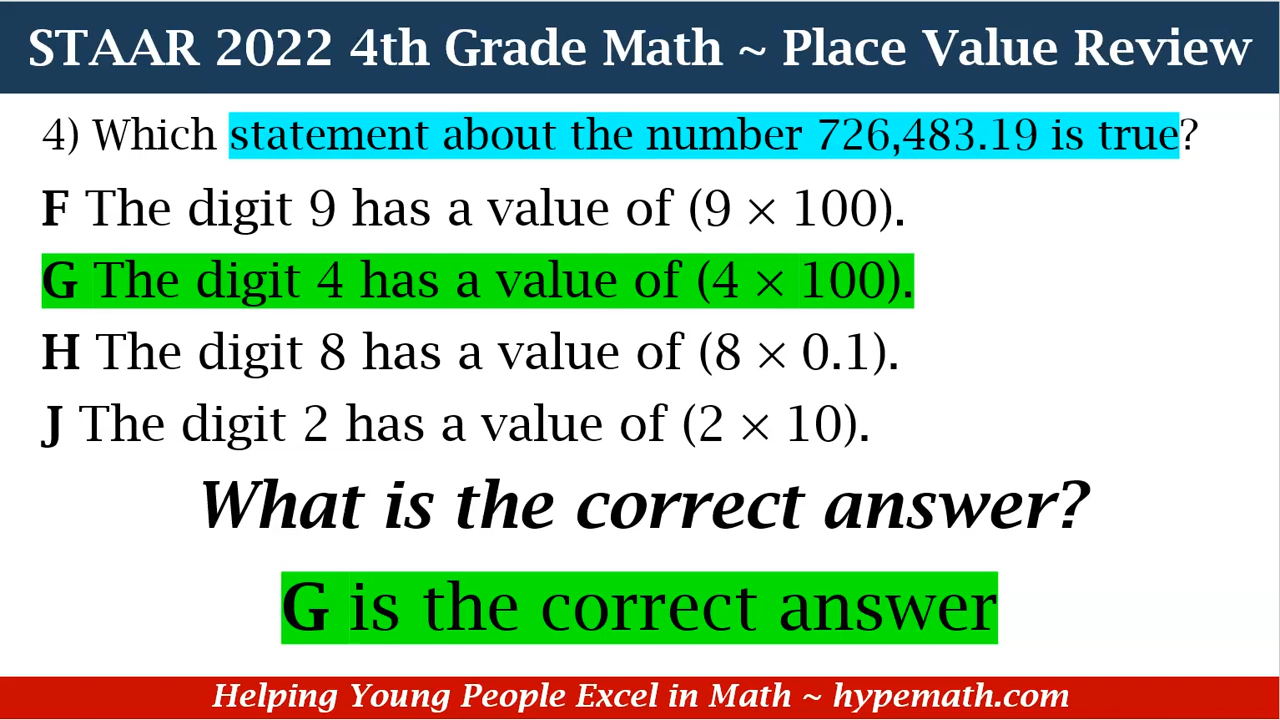 STAAR 2022 4th Grade Math ~ Place Value Review
4) Which statement about the number 726,483.19 is true?
F The digit 9 has a value of (9 × 100).
G The digit 4 has a value of (4 × 100).
H The digit 8 has a value of (8 × 0.1).
J The digit 2 has a value of (2 × 10).
What is the correct answer?
G is the correct answer
Helping Young People Excel in Math ~ hypemath.com